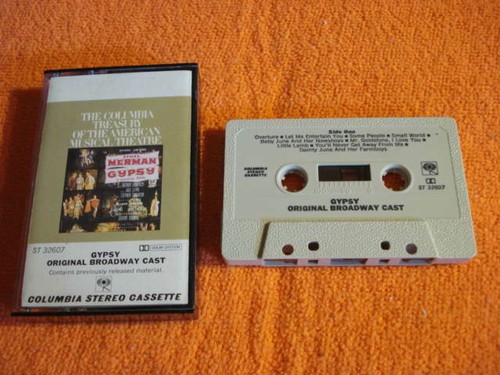 THE COLUMBIA
TREASURY
OF THE AMERICAN
MUSICAL THEATRE
ETHEL
MERMAN
GYPSY
ST 32607
DOLBY SYSTEM
GYPSY
ORIGINAL BROADWAY CAST
Contains previously released material.
COLUMBIA STEREO CASSETTE
Side One
Overture • Let Me Entertain You • Some People • Small World •
Baby June And Her Newsboys • Mr. Goldstone, I Love You •
Little Lamb • You'll Never Get Away From Me •
Dainty June And Her Farmboys
COLUMBIA
STEREO
CASSETTE
ST 32607
GYPSY
ORIGINAL BROADWAY CAST